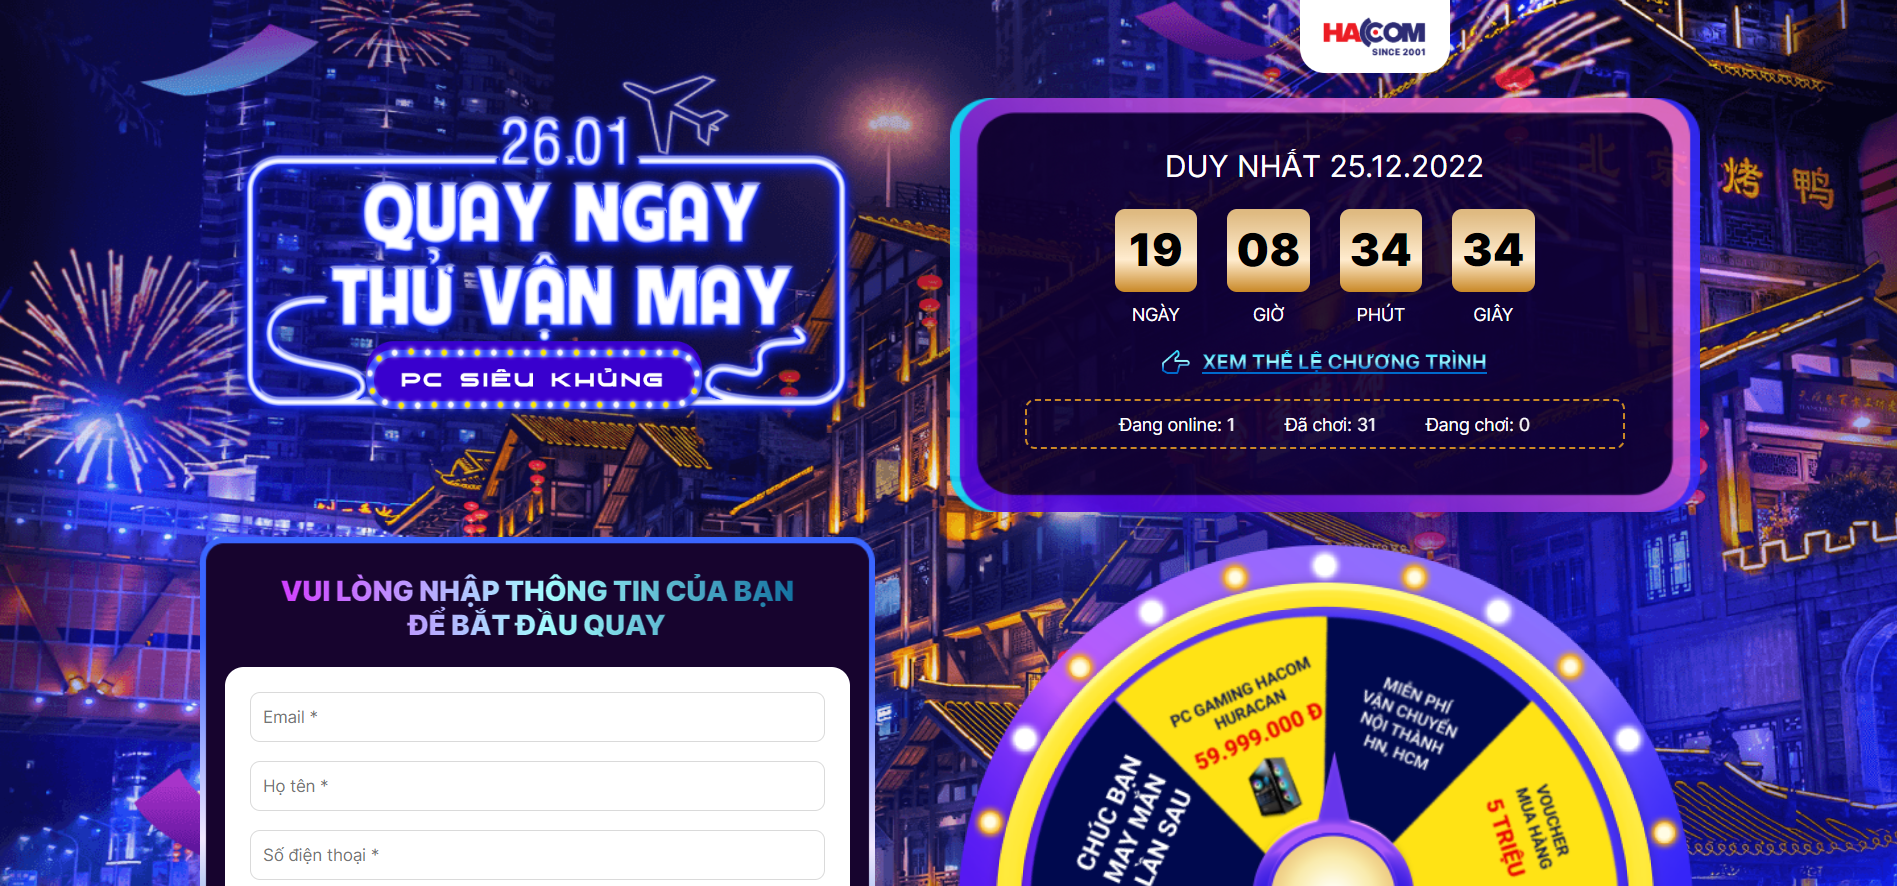 HACOM
SINCE 2001
26.01
QUAY NGAY
THỬ VẬN MAY
PC SIÊU KHỦNG
DUY NHẤT 25.12.2022
19 08 34 34
NGÀY GIỜ PHÚT GIÂY
XEM THỂ LỆ CHƯƠNG TRÌNH
Đang online: 1 Đã chơi: 31 Đang chơi: 0
北京烤鸭
VUI LÒNG NHẬP THÔNG TIN CỦA BẠN
ĐỂ BẮT ĐẦU QUAY
Email *
Họ tên *
Số điện thoại *
CHÚC BẠN
MAY MẮN
LẦN SAU
PC GAMING HACOM
HURACAN
59.999.000 Đ
MIỄN PHÍ
VẬN CHUYỂN
NỘI THÀNH
HN, HCM
VOUCHER
MUA HÀNG
5 TRIỆU